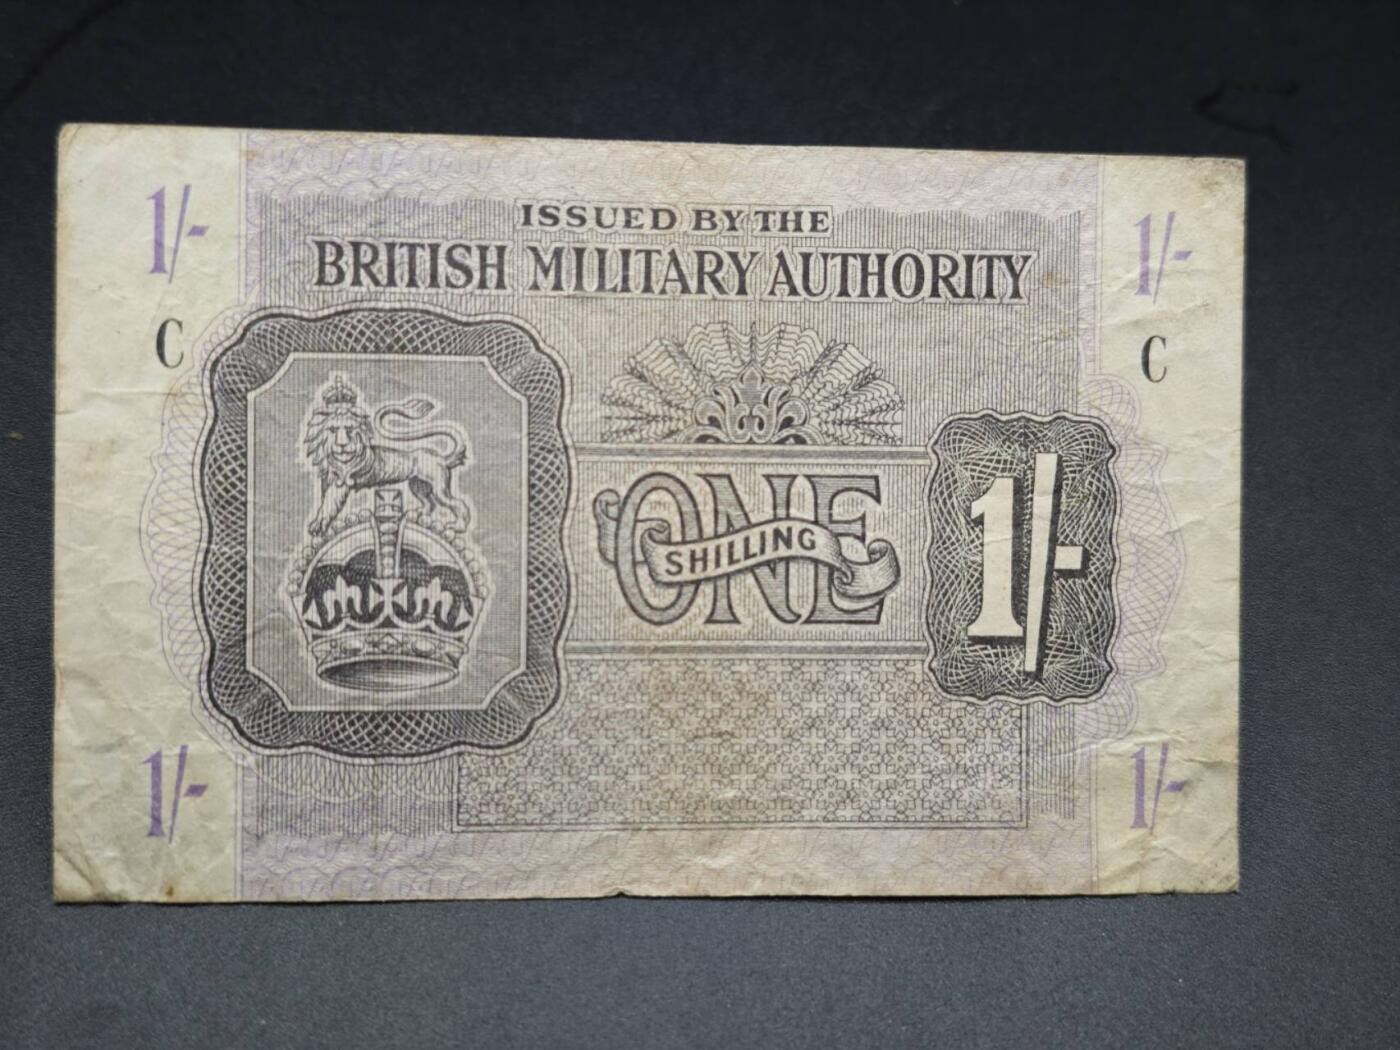 1/-
1/-
ISSUED BY THE
BRITISH MILITARY AUTHORITY
C
C
ONE
SHILLING
1/-
1/-
1/-